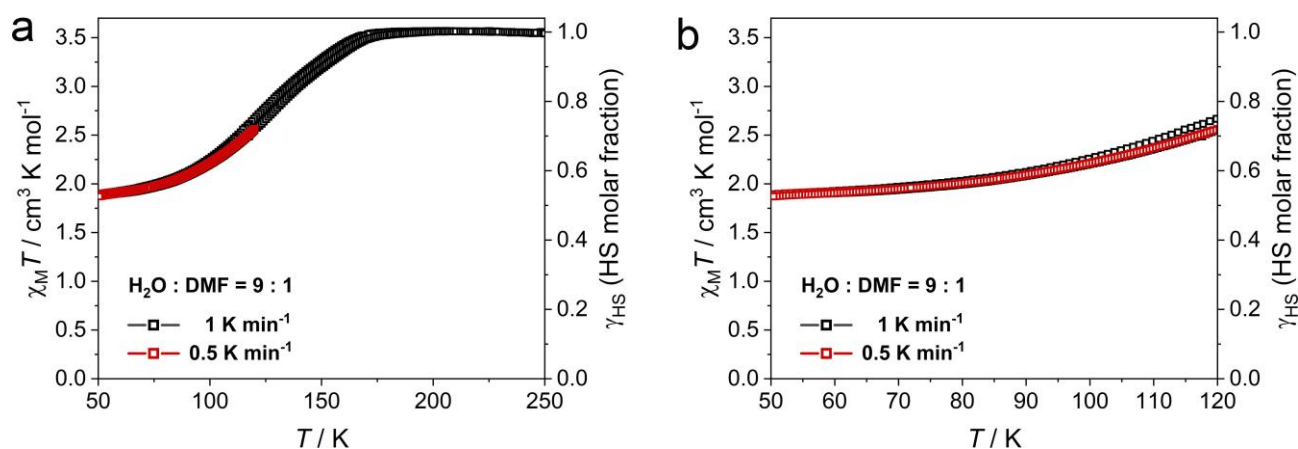 a
3.5
3.0
2.5
2.0
1.5
1.0
0.5
0.0
χ_M T / cm³ K mol⁻¹
H₂O : DMF = 9 : 1
1 K min⁻¹
0.5 K min⁻¹
50 100 150 200 250
T / K
1.0
0.8
0.6
0.4
0.2
0.0
γ_HS (HS molar fraction)
b
3.5
3.0
2.5
2.0
1.5
1.0
0.5
0.0
χ_M T / cm³ K mol⁻¹
H₂O : DMF = 9 : 1
1 K min⁻¹
0.5 K min⁻¹
50 60 70 80 90 100 110 120
T / K
1.0
0.8
0.6
0.4
0.2
0.0
γ_HS (HS molar fraction)